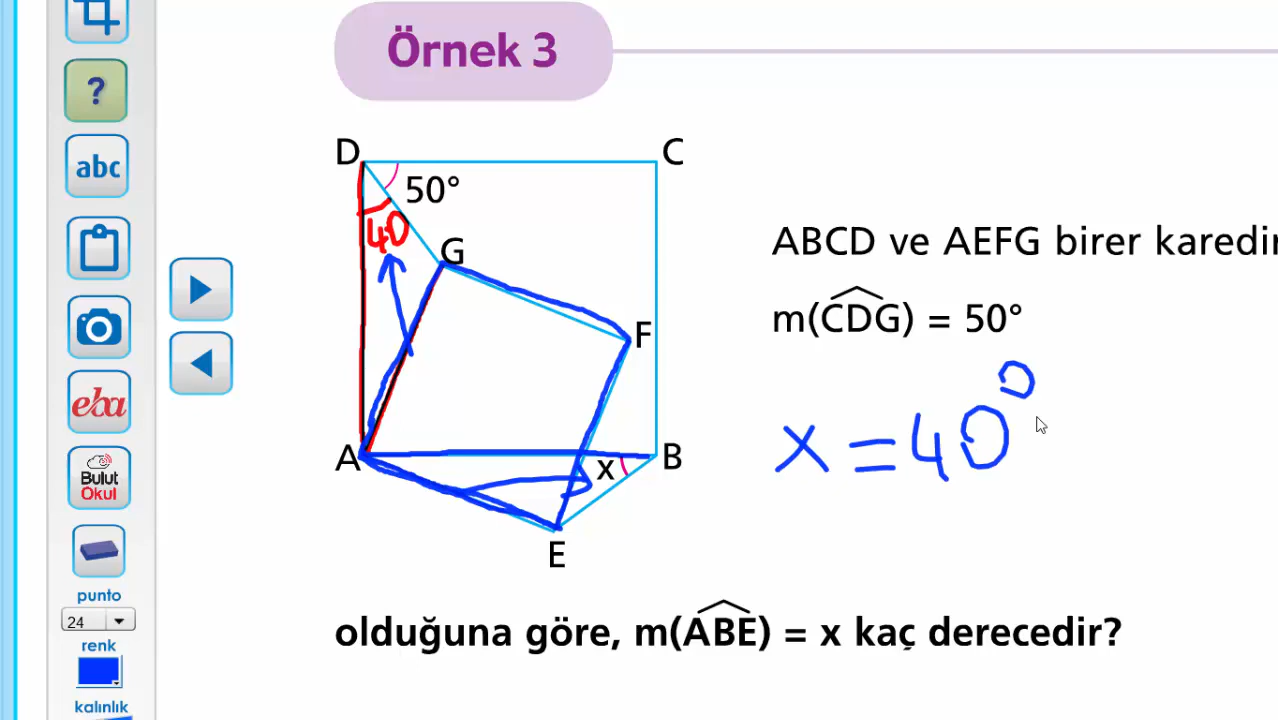 Örnek 3
?
abc
eba
Bulut
Okul
punto
24
renk
kalınlık
D
C
50°
40
G
F
A
x
B
E
ABCD ve AEFG birer karedir
m(CDG) = 50°
x = 40°
olduğuna göre, m(ABE) = x kaç derecedir?